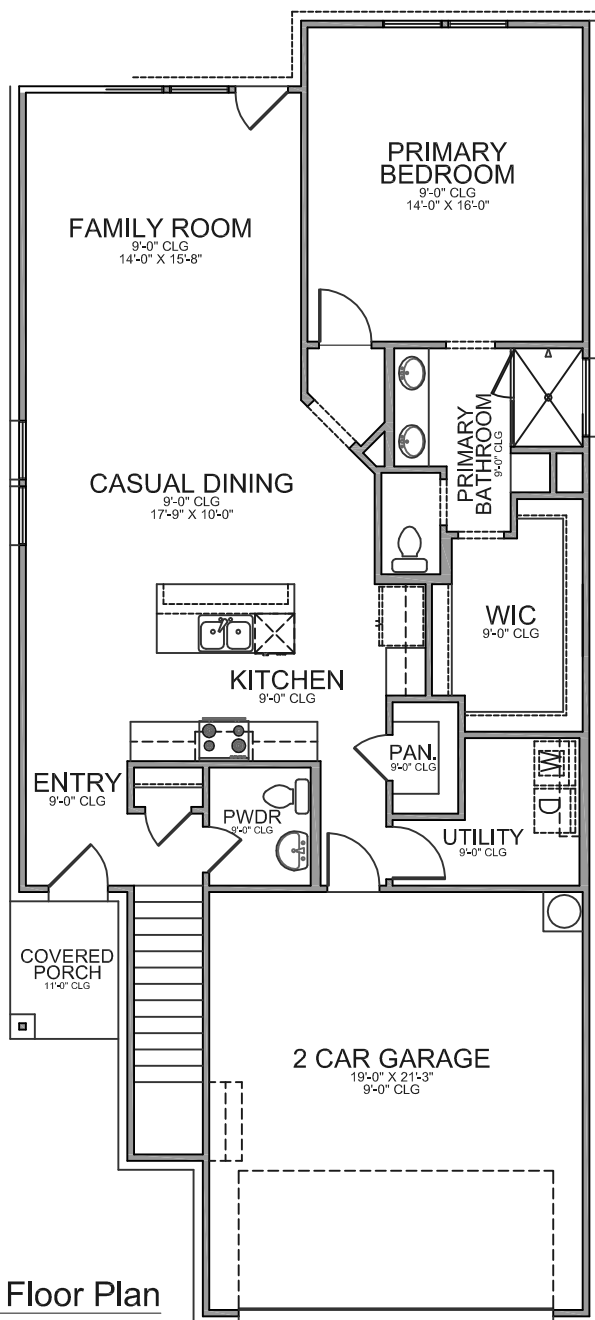 PRIMARY
BEDROOM
9'-0" CLG
14'-0" X 16'-0"
FAMILY ROOM
9'-0" CLG
14'-0" X 15'-8"
PRIMARY
BATHROOM
9'-0" CLG
CASUAL DINING
9'-0" CLG
17'-9" X 10'-0"
WIC
9'-0" CLG
KITCHEN
9'-0" CLG
PAN.
9'-0" CLG
W
D
ENTRY
9'-0" CLG
PWDR
9'-0" CLG
UTILITY
9'-0" CLG
COVERED
PORCH
11'-0" CLG
2 CAR GARAGE
19'-0" X 21'-3"
9'-0" CLG
Floor Plan